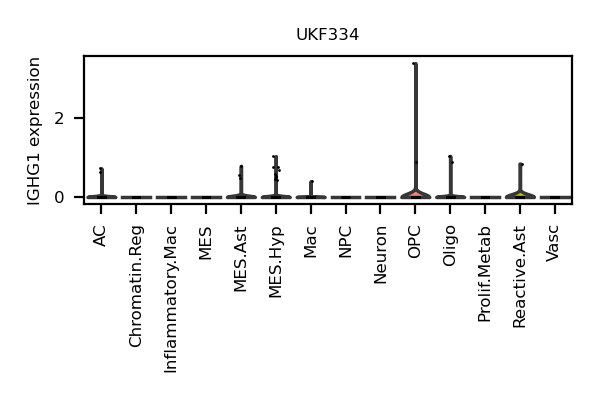 UKF334
IGHG1 expression
2
0
AC
Chromatin.Reg
Inflammatory.Mac
MES
MES.Ast
MES.Hyp
Mac
NPC
Neuron
OPC
Oligo
Prolif.Metab
Reactive.Ast
Vasc